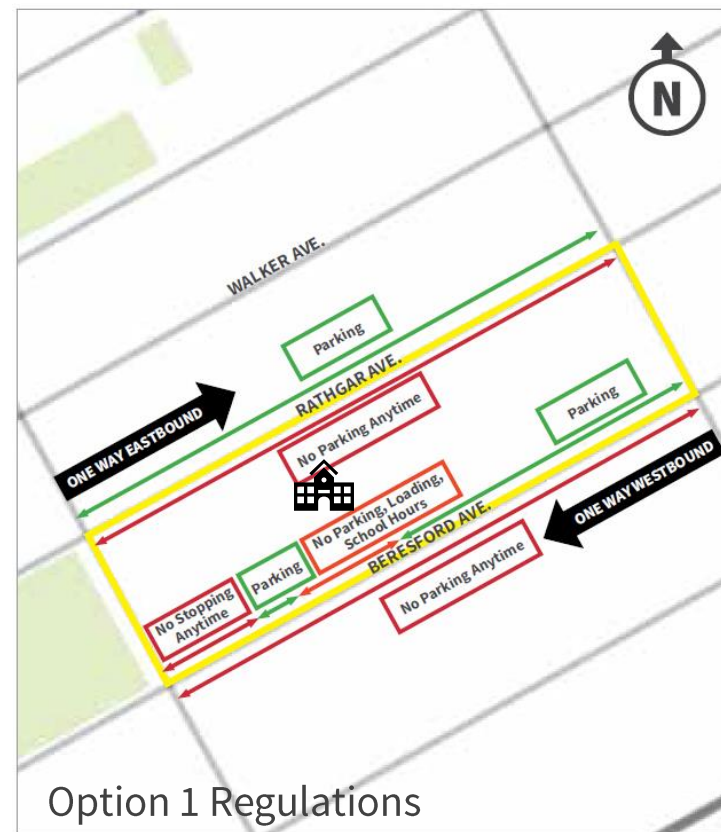 N
WALKER AVE.
Parking
RATHGAR AVE.
ONE WAY EASTBOUND
No Parking Anytime
Parking
ONE WAY WESTBOUND
No Parking, Loading,
School Hours
BERESFORD AVE.
Parking
No Stopping
Anytime
No Parking Anytime
Option 1 Regulations